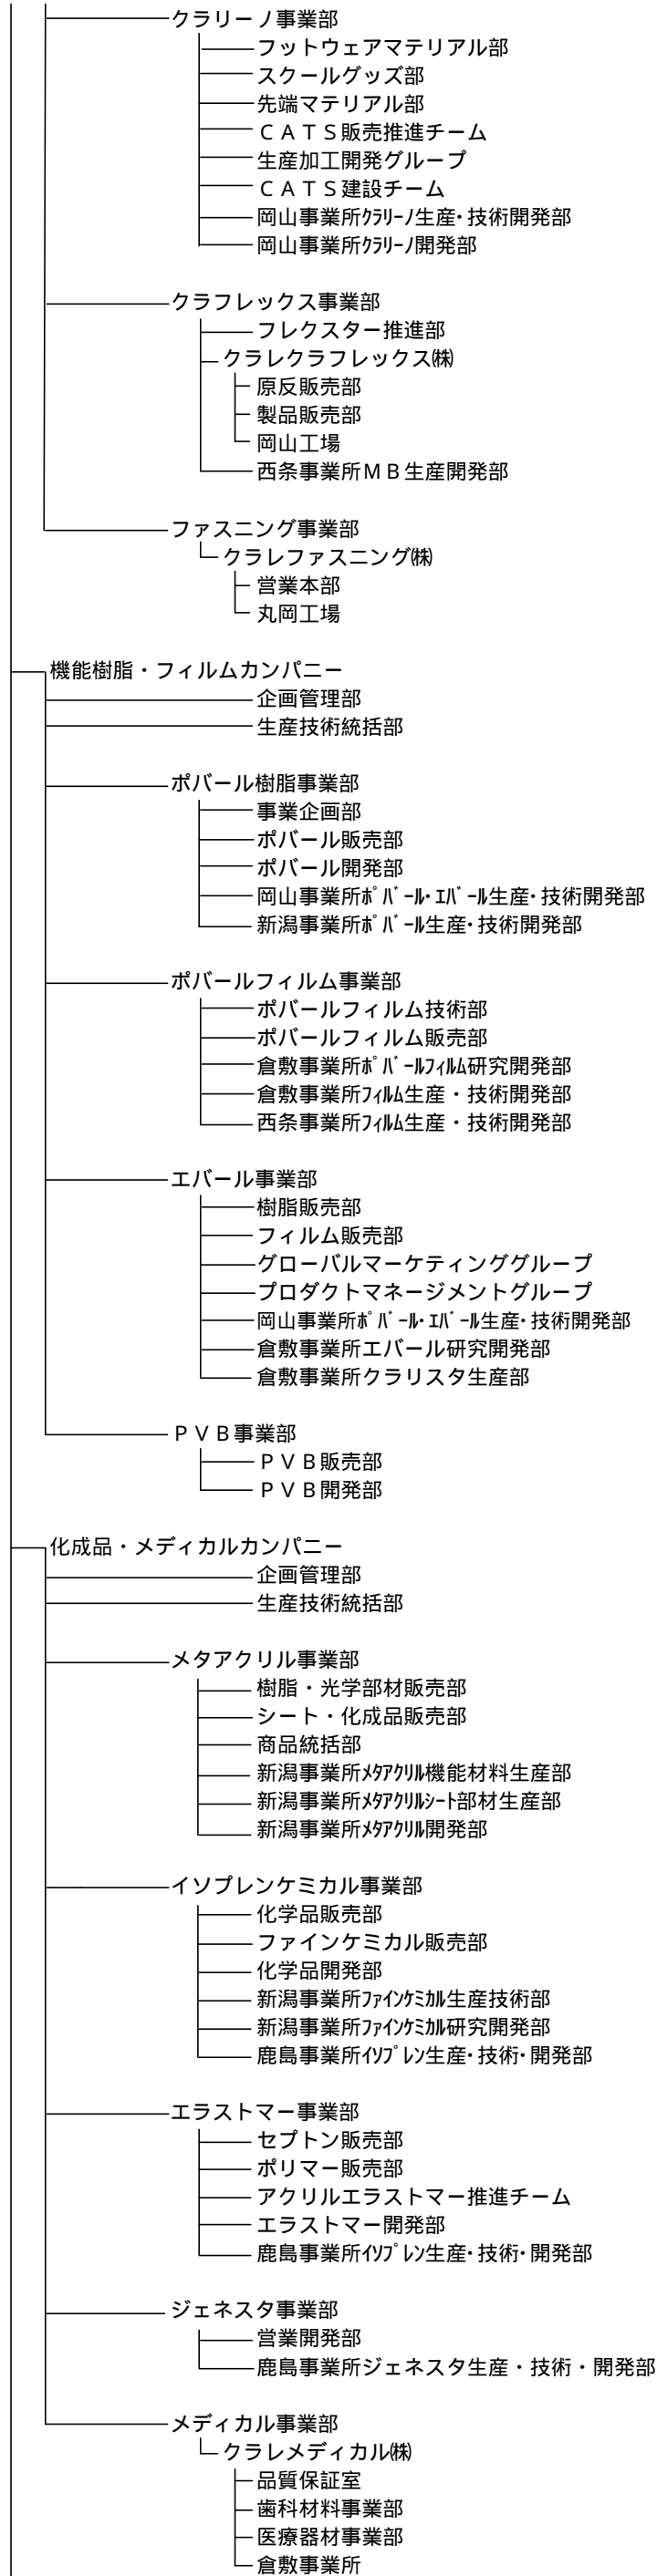 クラリーノ事業部
フットウェアマテリアル部
スクールグッズ部
先端マテリアル部
ＣＡＴＳ販売推進チーム
生産加工開発グループ
ＣＡＴＳ建設チーム
岡山事業所ｸﾗﾘｰﾉ生産･技術開発部
岡山事業所ｸﾗﾘｰﾉ開発部
クラフレックス事業部
フレクスター推進部
クラレクラフレックス㈱
原反販売部
製品販売部
岡山工場
西条事業所ＭＢ生産開発部
ファスニング事業部
クラレファスニング㈱
営業本部
丸岡工場
機能樹脂・フィルムカンパニー
企画管理部
生産技術統括部
ポバール樹脂事業部
事業企画部
ポバール販売部
ポバール開発部
岡山事業所ﾎﾟﾊﾞｰﾙ･ｴﾊﾞｰﾙ生産･技術開発部
新潟事業所ﾎﾟﾊﾞｰﾙ生産･技術開発部
ポバールフィルム事業部
ポバールフィルム技術部
ポバールフィルム販売部
倉敷事業所ﾎﾟﾊﾞｰﾙﾌｨﾙﾑ研究開発部
倉敷事業所ﾌｨﾙﾑ生産・技術開発部
西条事業所ﾌｨﾙﾑ生産・技術開発部
エバール事業部
樹脂販売部
フィルム販売部
グローバルマーケティンググループ
プロダクトマネージメントグループ
岡山事業所ﾎﾟﾊﾞｰﾙ･ｴﾊﾞｰﾙ生産･技術開発部
倉敷事業所エバール研究開発部
倉敷事業所クラリスタ生産部
ＰＶＢ事業部
ＰＶＢ販売部
ＰＶＢ開発部
化成品・メディカルカンパニー
企画管理部
生産技術統括部
メタアクリル事業部
樹脂・光学部材販売部
シート・化成品販売部
商品統括部
新潟事業所ﾒﾀｱｸﾘﾙ機能材料生産部
新潟事業所ﾒﾀｱｸﾘﾙｼｰﾄ部材生産部
新潟事業所ﾒﾀｱｸﾘﾙ開発部
イソプレンケミカル事業部
化学品販売部
ファインケミカル販売部
化学品開発部
新潟事業所ﾌｧｲﾝｹﾐｶﾙ生産技術部
新潟事業所ﾌｧｲﾝｹﾐｶﾙ研究開発部
鹿島事業所ｲｿﾌﾟﾚﾝ生産･技術･開発部
エラストマー事業部
セプトン販売部
ポリマー販売部
アクリルエラストマー推進チーム
エラストマー開発部
鹿島事業所ｲｿﾌﾟﾚﾝ生産･技術･開発部
ジェネスタ事業部
営業開発部
鹿島事業所ジェネスタ生産・技術・開発部
メディカル事業部
クラレメディカル㈱
品質保証室
歯科材料事業部
医療器材事業部
倉敷事業所